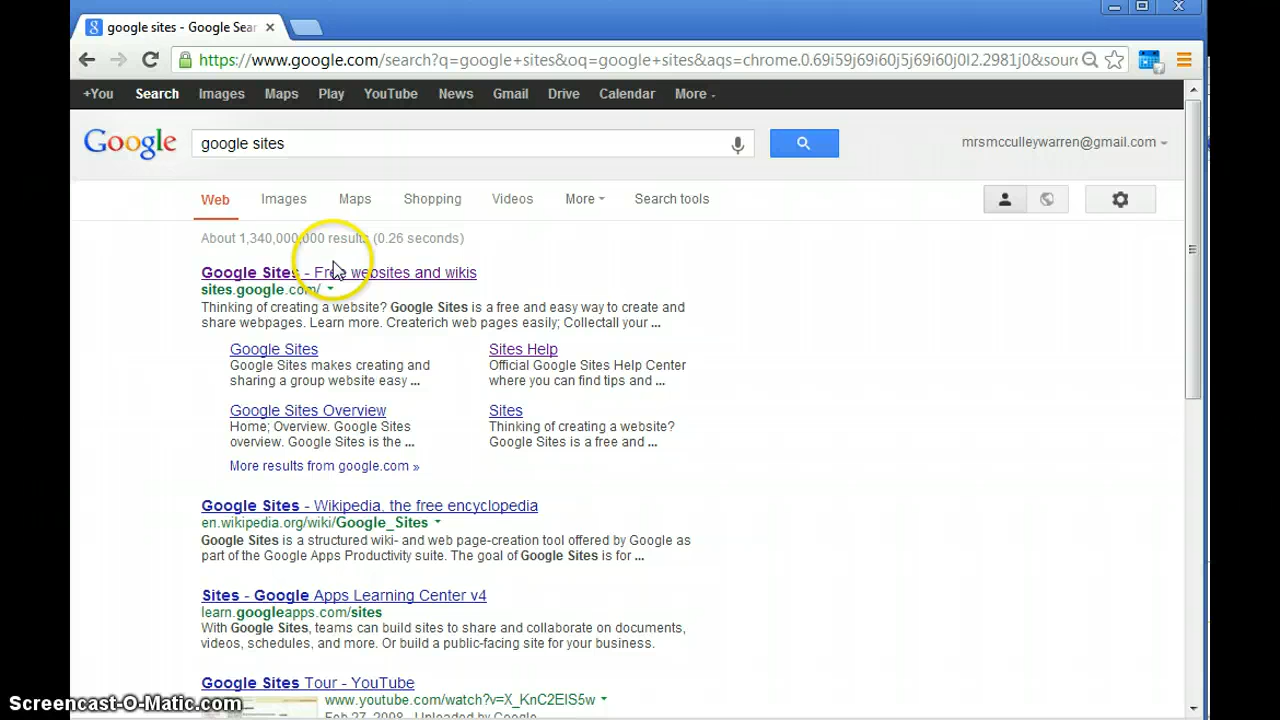 google sites - Google Sear
https://www.google.com/search?q=google+sites&oq=google+sites&aqs=chrome.0.69i59j69i60j5j69i60j0l2.2981j0&sourc
+You Search Images Maps Play YouTube News Gmail Drive Calendar More
Google google sites mrsmcculleywarren@gmail.com
Web Images Maps Shopping Videos More Search tools
About 1,340,000,000 results (0.26 seconds)
Google Sites - Free websites and wikis
sites.google.com/
Thinking of creating a website? Google Sites is a free and easy way to create and
share webpages. Learn more. Createrich web pages easily; Collectall your ...
Google Sites
Google Sites makes creating and
sharing a group website easy ...
Sites Help
Official Google Sites Help Center
where you can find tips and ...
Google Sites Overview
Home; Overview. Google Sites
overview. Google Sites is the ...
Sites
Thinking of creating a website?
Google Sites is a free and ...
More results from google.com »
Google Sites - Wikipedia, the free encyclopedia
en.wikipedia.org/wiki/Google_Sites
Google Sites is a structured wiki- and web page-creation tool offered by Google as
part of the Google Apps Productivity suite. The goal of Google Sites is for ...
Sites - Google Apps Learning Center v4
learn.googleapps.com/sites
With Google Sites, teams can build sites to share and collaborate on documents,
videos, schedules, and more. Or build a public-facing site for your business.
Google Sites Tour - YouTube
www.youtube.com/watch?v=X_KnC2EIS5w
Feb 27, 2008 - Uploaded by Google
Screencast-O-Matic.com